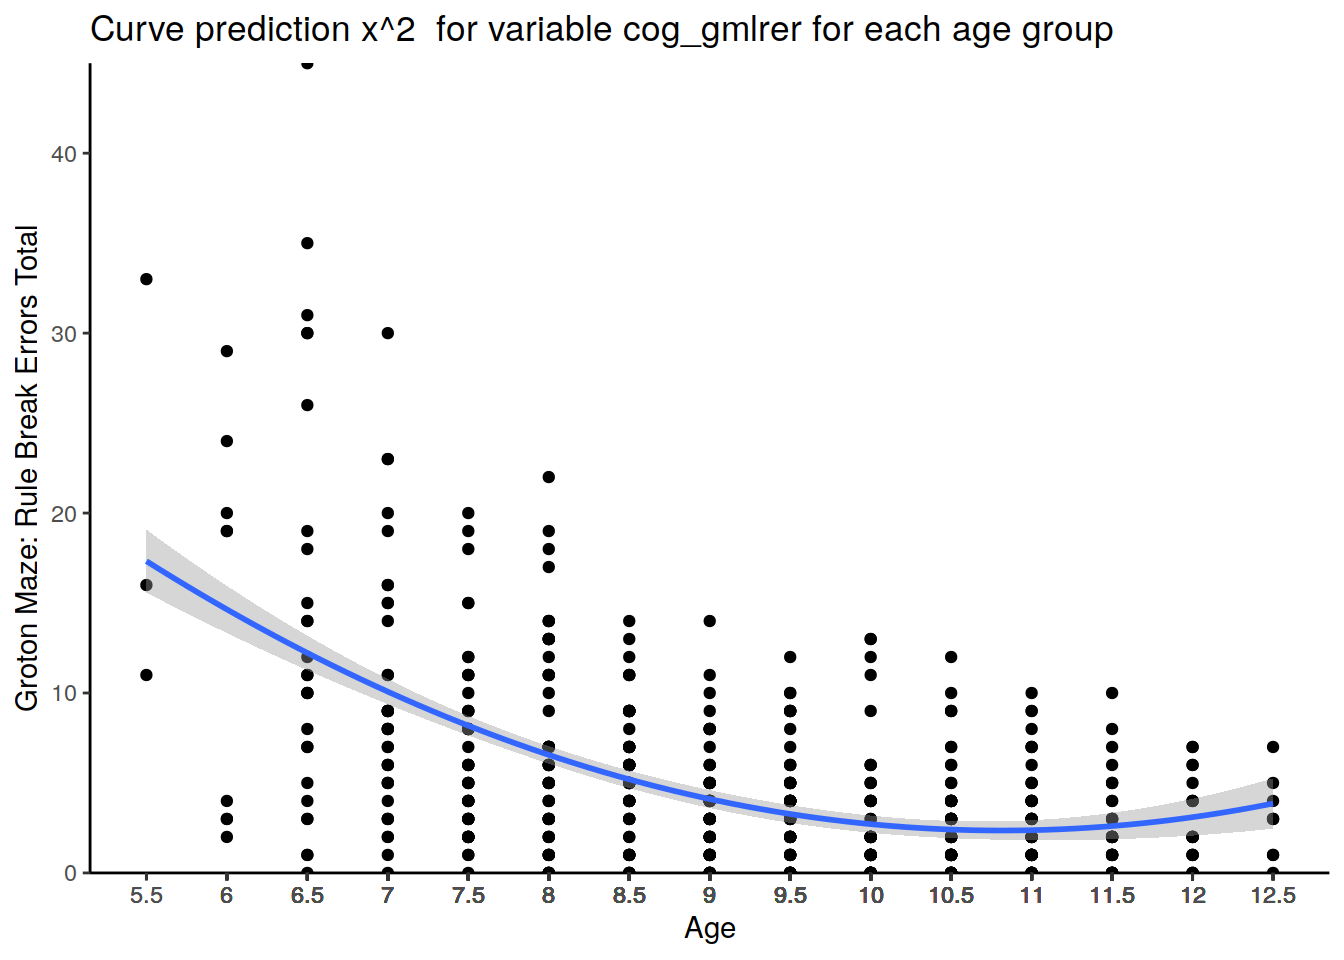 Curve prediction x^2  for variable cog_gmlrer for each age group
Groton Maze: Rule Break Errors Total
40
30
20
10
0
5.5 6 6.5 7 7.5 8 8.5 9 9.5 10 10.5 11 11.5 12 12.5
Age